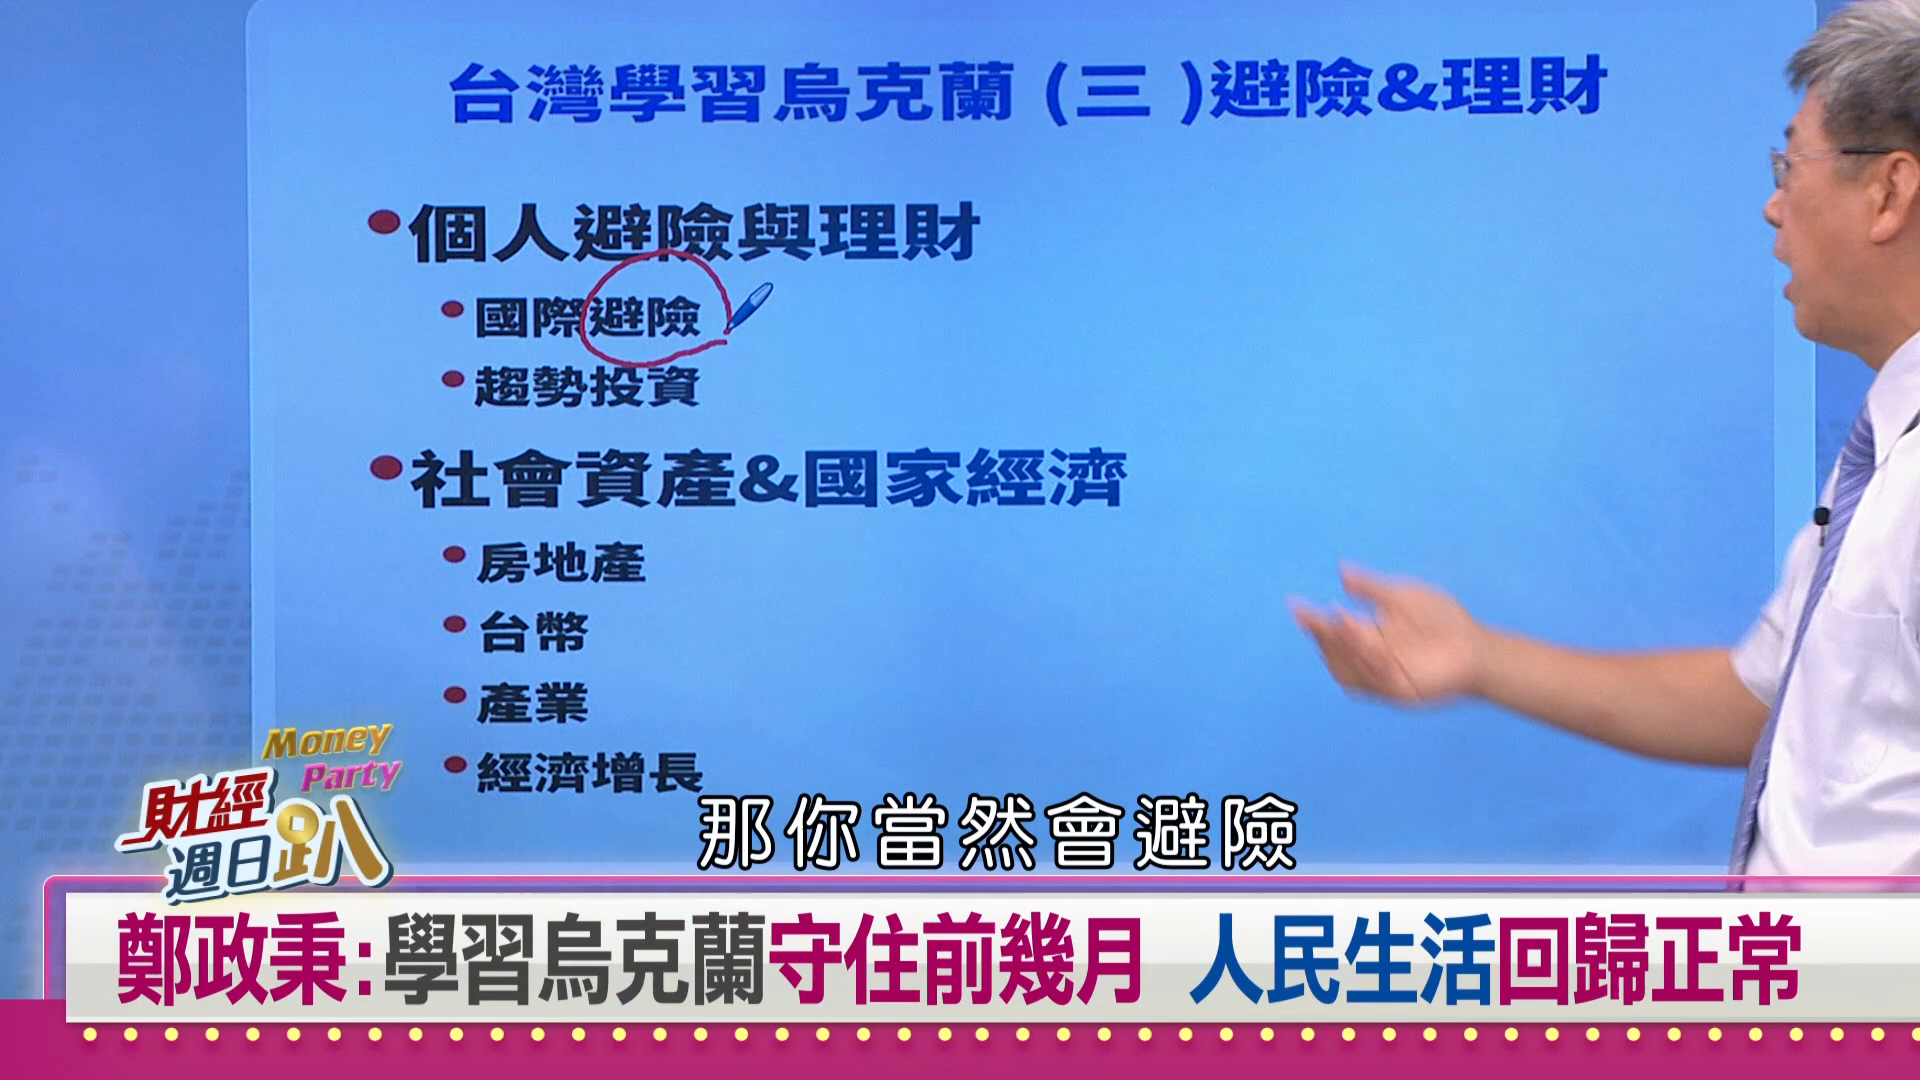 台灣學習烏克蘭 (三 )避險&理財
•個人避險與理財
•國際避險
•趨勢投資
•社會資產&國家經濟
•房地產
•台幣
•產業
•經濟增長
Money
Party
財經
週日趴
那你當然會避險
鄭政秉:學習烏克蘭守住前幾月 人民生活回歸正常